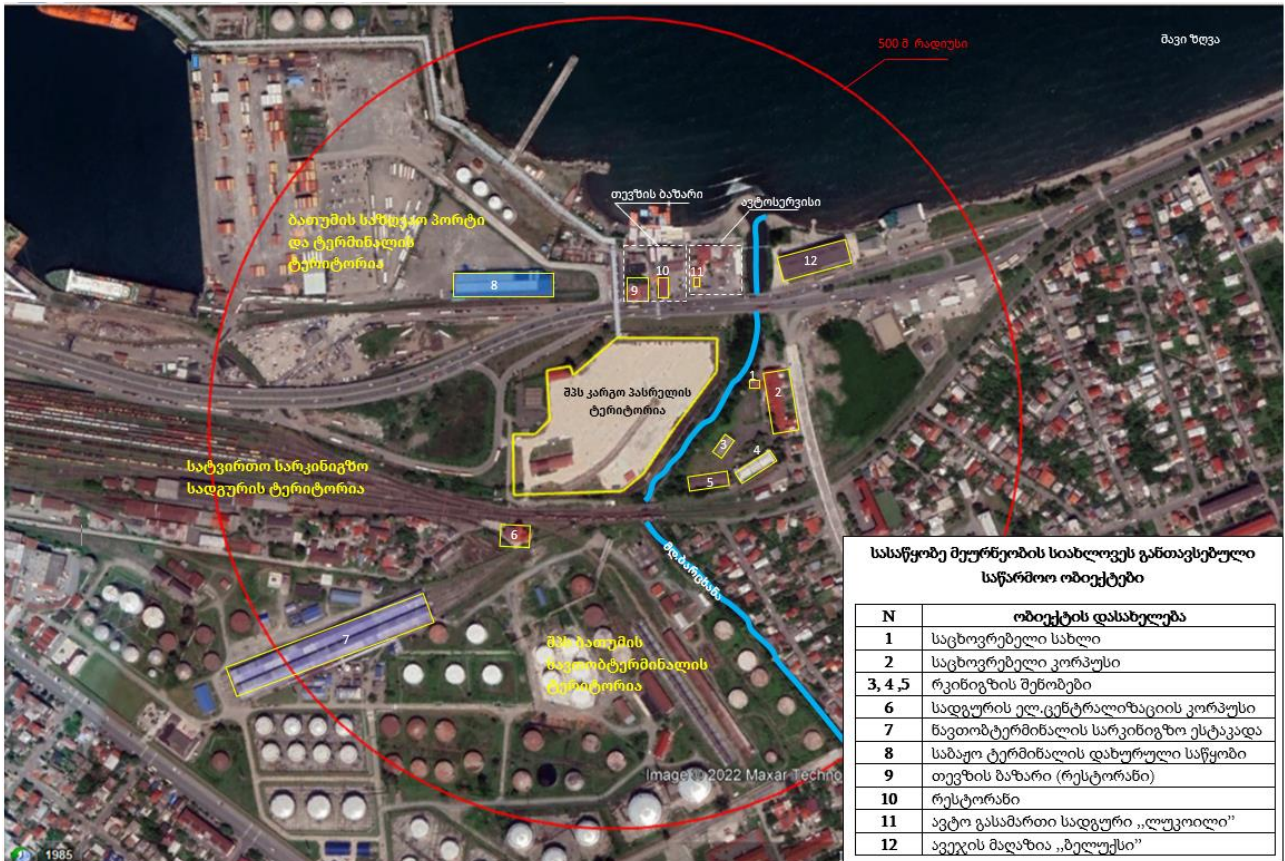 500 მ რადიუსი
შავი ზღვა
თევზის ბაზარი
ავტოსერვისი
ბათუმის საზღვაო პორტი
და ტერმინალის
ტერიტორია
8
9
10
11
12
შპს კარგო პასრელის
ტერიტორია
1
2
3
4
5
სატვირთო სარკინიგზო
სადგურის ტერიტორია
6
მდ.ბარცხანა
7
შპს ბათუმის
ნავთობტერმინალის
ტერიტორია
Image © 2022 Maxar Techno
1985
სასაწყობე მეურნეობის სიახლოვეს განთავსებული
საწარმოო ობიექტები
N ობიექტის დასახელება
1 საცხოვრებელი სახლი
2 საცხოვრებელი კორპუსი
3, 4 ,5 რკინიგზის შენობები
6 სადგურის ელ.ცენტრალიზაციის კორპუსი
7 ნავთობტერმინალის სარკინიგზო ესტაკადა
8 საბაჟო ტერმინალის დახურული საწყობი
9 თევზის ბაზარი (რესტორანი)
10 რესტორანი
11 ავტო გასამართი სადგური ,,ლუკოილი”
12 ავეჯის მაღაზია ,,ბელუქსი”